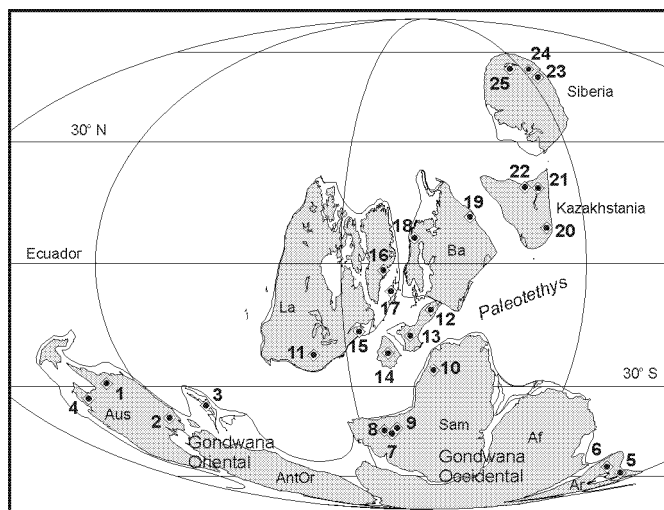 24
25
23
Siberia
30° N
22
21
19
Kazakhstania
18
20
Ba
Ecuador
16
Paleotethys
17
La
12
15
13
11
14
10
30° S
1
3
4
Aus
2
8
9
Sam
7
Af
Gondwana
Oriental
Gondwana
Occidental
6
5
AntOr
Ar